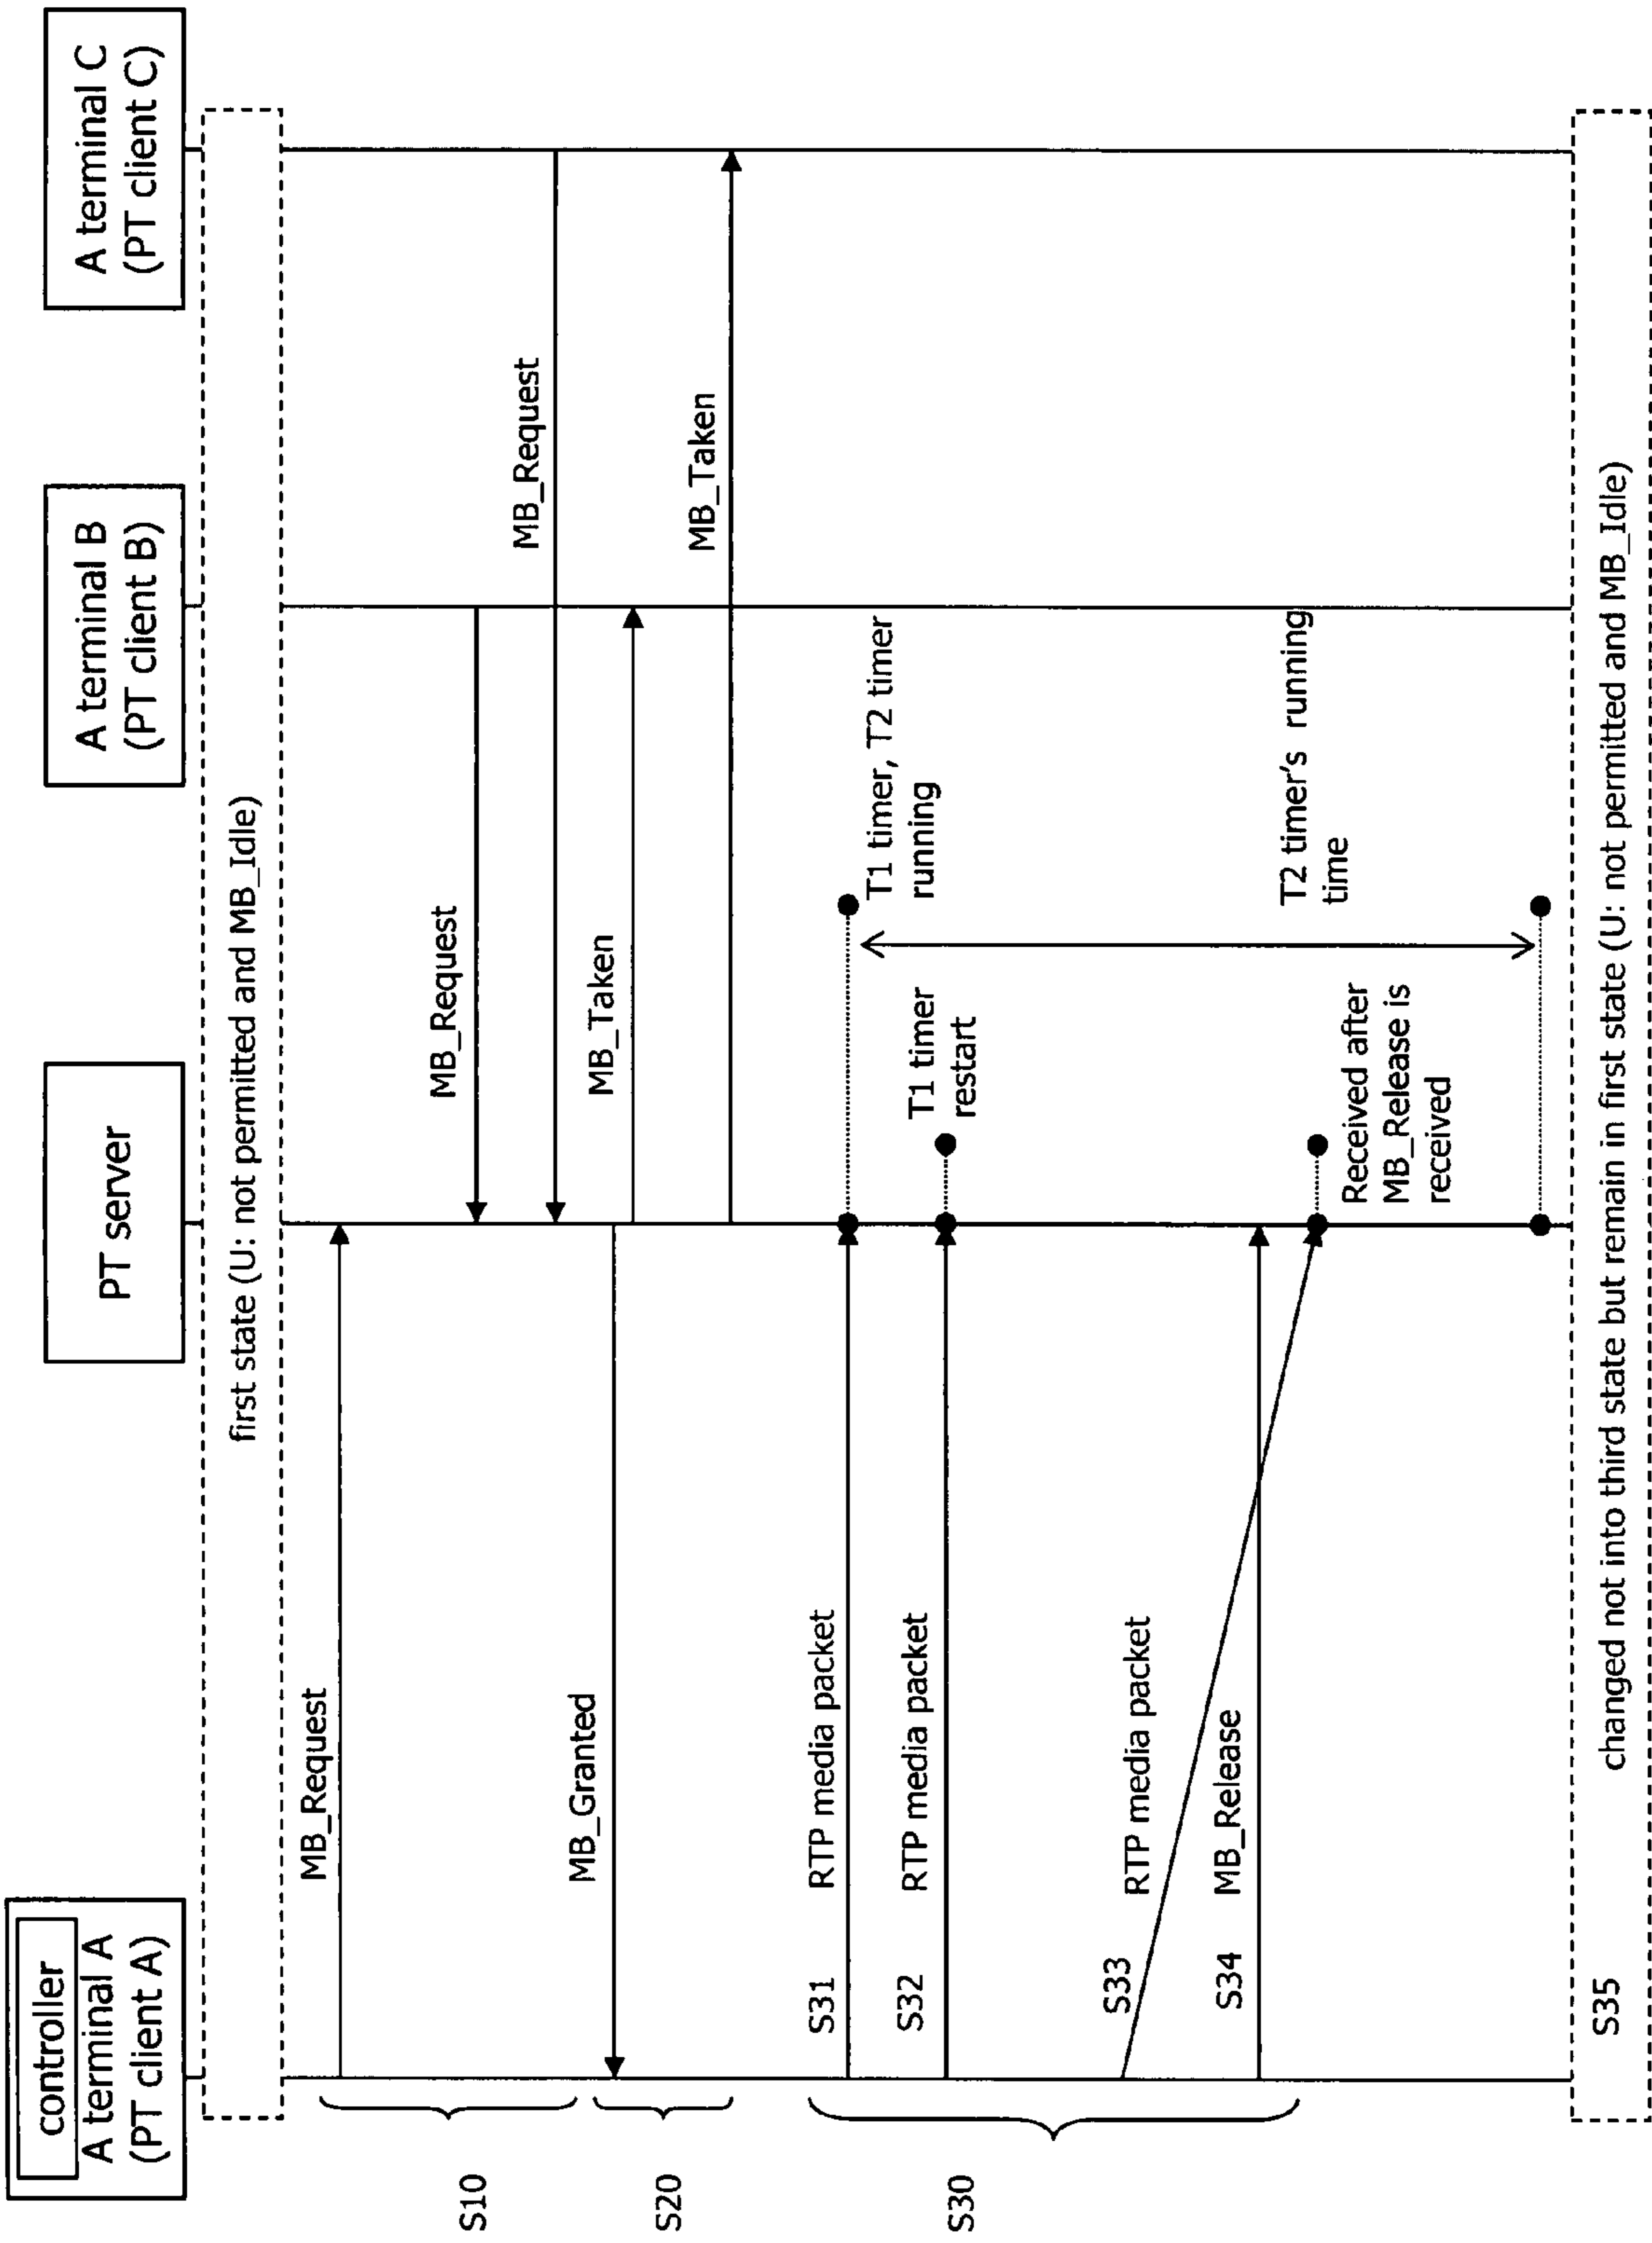 controller
A terminal A
(PT client A)
PT server
A terminal B
(PT client B)
A terminal C
(PT client C)
first state (U: not permitted and MB_Idle)
S10
MB_Request
MB_Request
MB_Request
S20
MB_Granted
MB_Taken
MB_Taken
S30
S31
RTP media packet
T1 timer, T2 timer
running
S32
RTP media packet
T1 timer
restart
S33
RTP media packet
S34
MB_Release
Received after
MB_Release is
received
T2 timer's running
time
S35
changed not into third state but remain in first state (U: not permitted and MB_Idle)